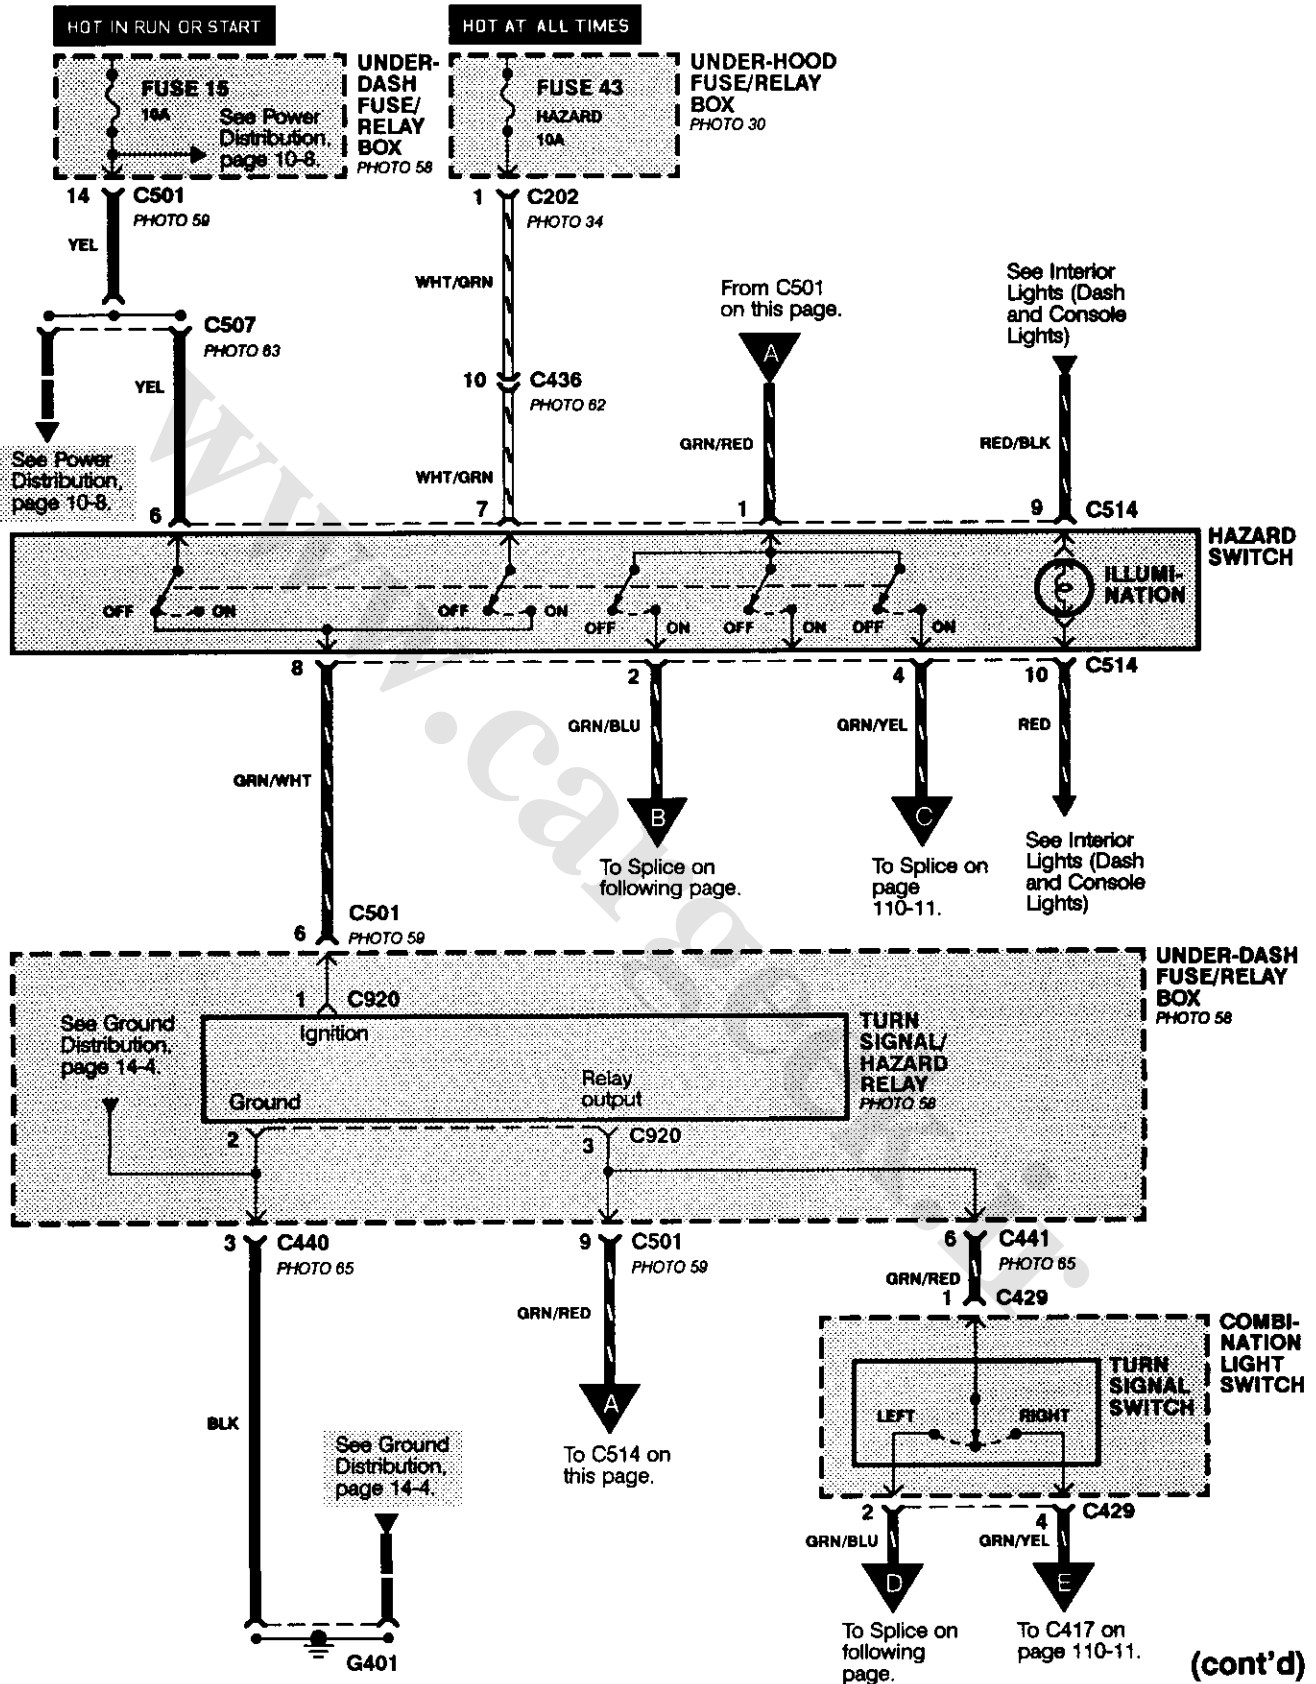 HOT IN RUN OR START
HOT AT ALL TIMES
FUSE 15
10A
See Power
Distribution,
page 10-8.
UNDER-
DASH
FUSE/
RELAY
BOX
PHOTO 58
FUSE 43
HAZARD
10A
UNDER-HOOD
FUSE/RELAY
BOX
PHOTO 30
14
C501
PHOTO 59
1
C202
PHOTO 34
YEL
WHT/GRN
From C501
on this page.
See Interior
Lights (Dash
and Console
Lights)
C507
PHOTO 63
A
YEL
10
C436
PHOTO 62
GRN/RED
RED/BLK
See Power
Distribution,
page 10-8.
WHT/GRN
6
7
1
9
C514
HAZARD
SWITCH
ILLUMI-
NATION
OFF
ON
OFF
ON
OFF
ON
OFF
ON
OFF
ON
8
2
4
10
C514
GRN/WHT
GRN/BLU
GRN/YEL
RED
B
C
To Splice on
following page.
To Splice on
page
110-11.
See Interior
Lights (Dash
and Console
Lights)
6
C501
PHOTO 59
UNDER-DASH
FUSE/RELAY
BOX
PHOTO 58
1
C920
See Ground
Distribution,
page 14-4.
Ignition
TURN
SIGNAL/
HAZARD
RELAY
PHOTO 58
Ground
Relay
output
2
3
C920
3
C440
PHOTO 65
9
C501
PHOTO 59
6
C441
PHOTO 65
GRN/RED
GRN/RED
1
C429
COMBI-
NATION
LIGHT
SWITCH
TURN
SIGNAL
SWITCH
LEFT
RIGHT
BLK
A
See Ground
Distribution,
page 14-4.
To C514 on
this page.
2
4
C429
GRN/BLU
GRN/YEL
D
E
To Splice on
following
page.
To C417 on
page 110-11.
G401
(cont'd)
www.cargeek.ir